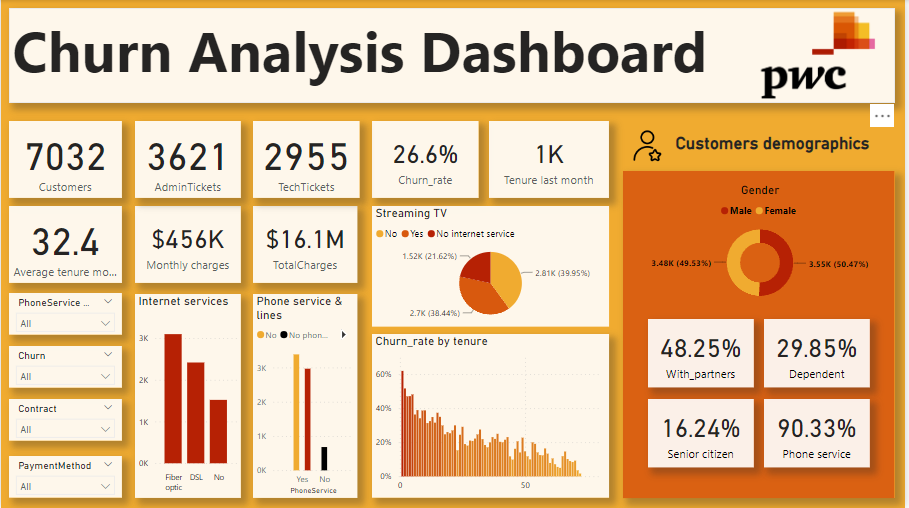 Churn Analysis Dashboard
pwc
7032
Customers
3621
AdminTickets
2955
TechTickets
26.6%
Churn_rate
1K
Tenure last month
32.4
Average tenure mo...
$456K
Monthly charges
$16.1M
TotalCharges
PhoneService ...
All
Churn
All
Contract
All
PaymentMethod
All
Internet services
3K
2K
1K
0K
Fiber
optic
DSL
No
Phone service &
lines
No
No phon...
3K
2K
1K
0K
Yes
No
PhoneService
Streaming TV
No
Yes
No internet service
1.52K (21.62%)
2.81K (39.95%)
2.7K (38.44%)
Churn_rate by tenure
60%
40%
20%
0%
0
50
Customers demographics
Gender
Male
Female
3.48K (49.53%)
3.55K (50.47%)
48.25%
With_partners
29.85%
Dependent
16.24%
Senior citizen
90.33%
Phone service